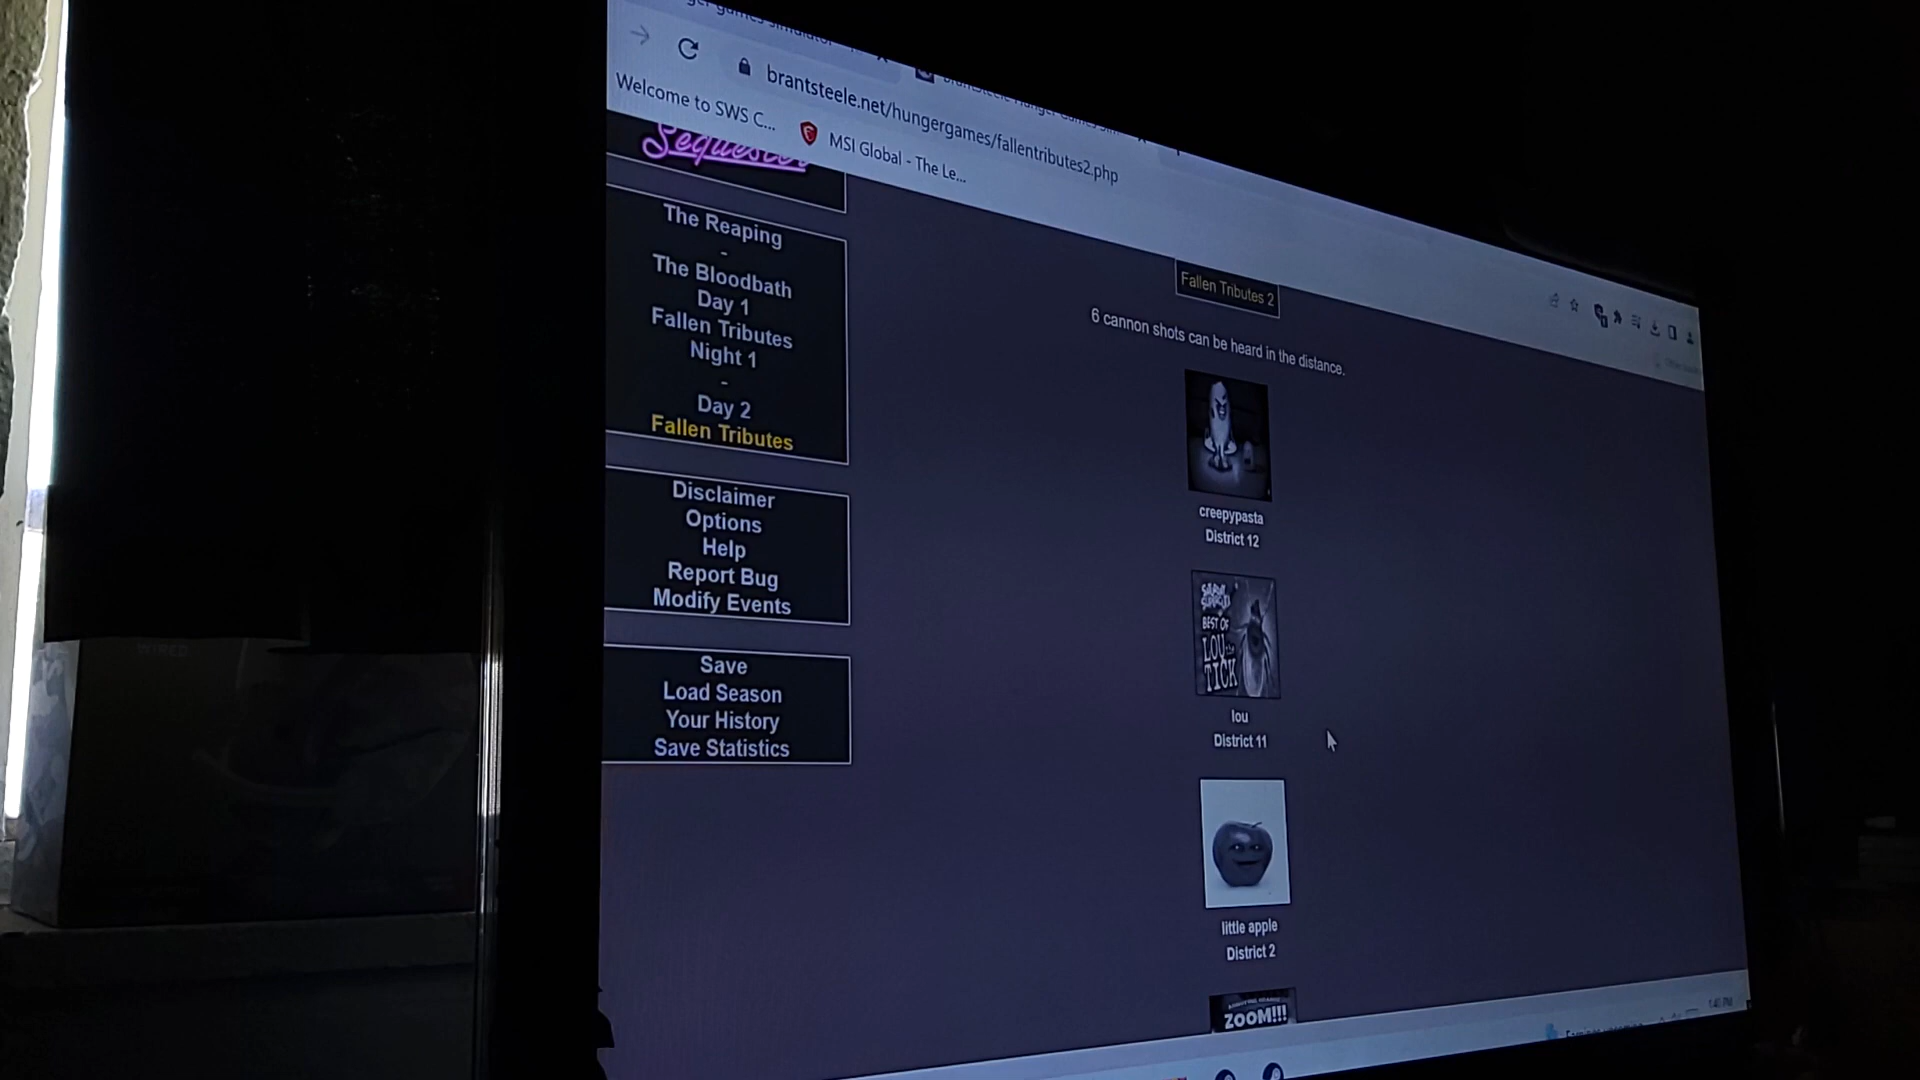 brantsteele.net/hungergames/fallentributes2.php
Welcome to SWS C...
MSI Global - The Le...
Sequester
The Reaping
-
The Bloodbath
Day 1
Fallen Tributes
Night 1
-
Day 2
Fallen Tributes
Disclaimer
Options
Help
Report Bug
Modify Events
Save
Load Season
Your History
Save Statistics
Fallen Tributes 2
6 cannon shots can be heard in the distance.
creepypasta
District 12
BEST OF
LOU the
TICK
lou
District 11
little apple
District 2
ZOOM!!!
WIRED